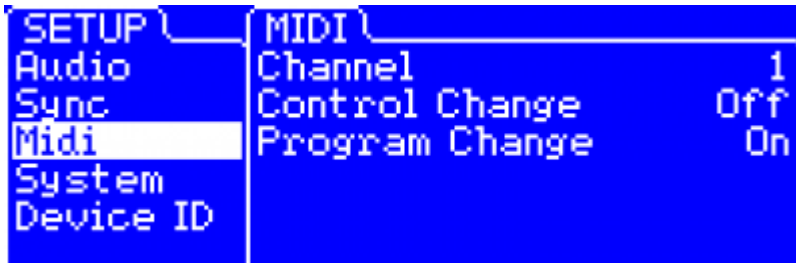 SETUP
Audio
Sync
Midi
System
Device ID
MIDI
Channel 1
Control Change Off
Program Change On